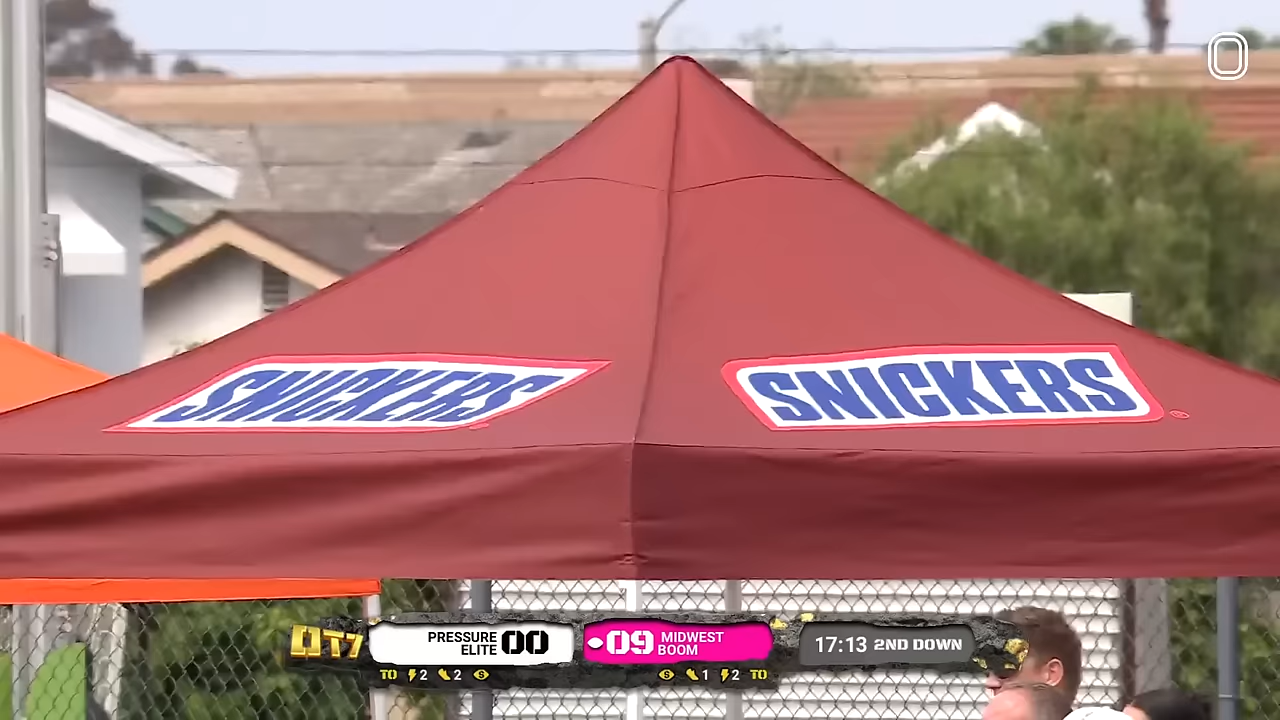 SNICKERS
SNICKERS ®
OT7
PRESSURE ELITE 00
09 MIDWEST BOOM
17:13 2ND DOWN
TO 2 2
1 2 TO